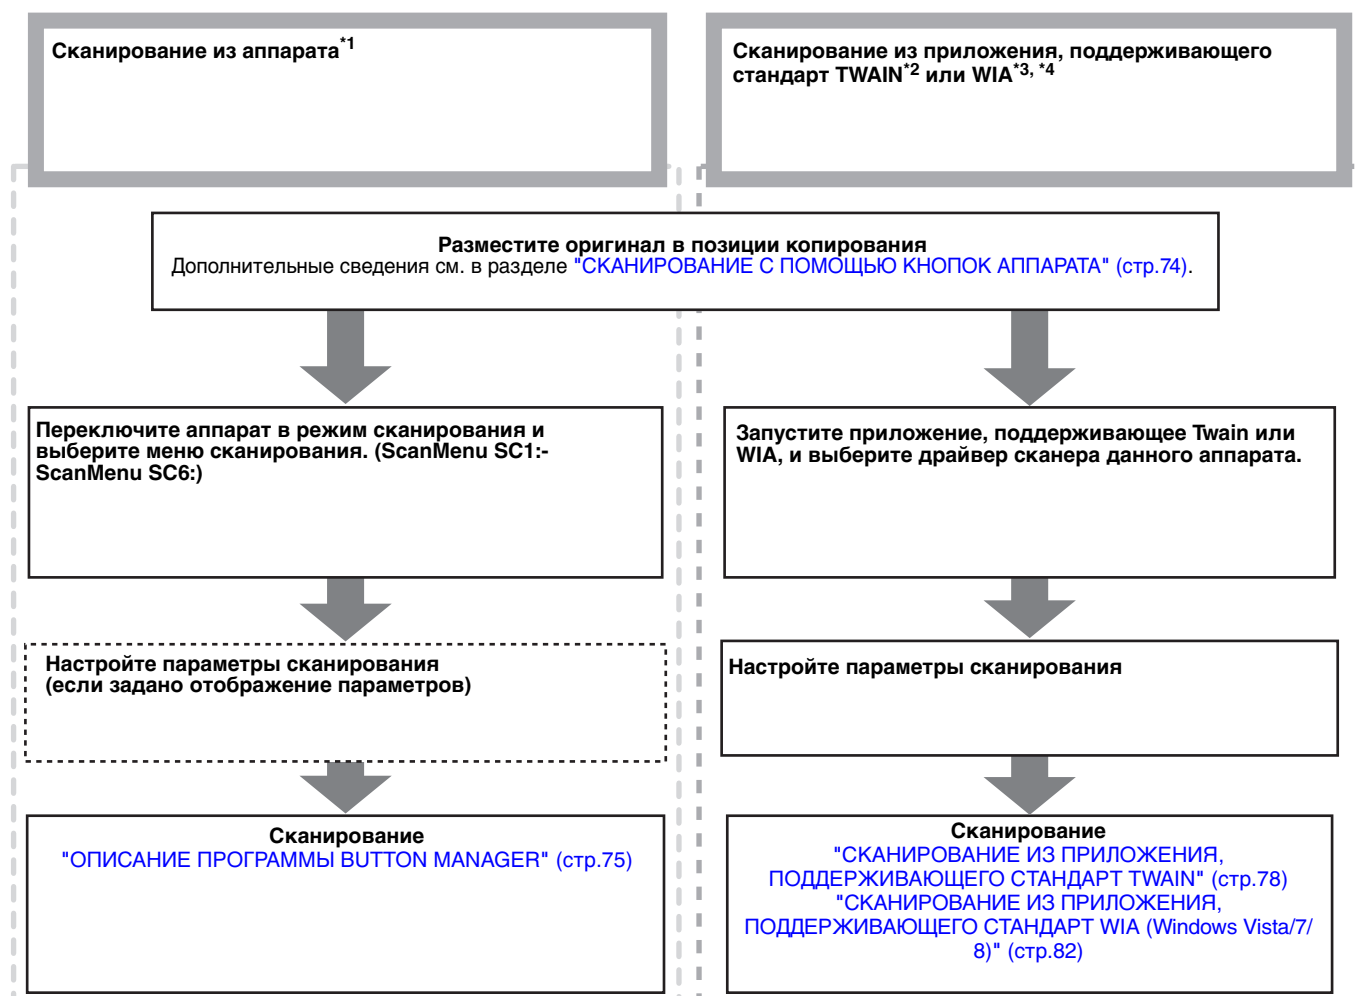 Сканирование из аппарата*1
Сканирование из приложения, поддерживающего
стандарт TWAIN*2 или WIA*3, *4
Разместите оригинал в позиции копирования
Дополнительные сведения см. в разделе "СКАНИРОВАНИЕ С ПОМОЩЬЮ КНОПОК АППАРАТА" (стр.74).
Переключите аппарат в режим сканирования и
выберите меню сканирования. (ScanMenu SC1:-
ScanMenu SC6:)
Запустите приложение, поддерживающее Twain или
WIA, и выберите драйвер сканера данного аппарата.
Настройте параметры сканирования
(если задано отображение параметров)
Настройте параметры сканирования
Сканирование
"ОПИСАНИЕ ПРОГРАММЫ BUTTON MANAGER" (стр.75)
Сканирование
"СКАНИРОВАНИЕ ИЗ ПРИЛОЖЕНИЯ,
ПОДДЕРЖИВАЮЩЕГО СТАНДАРТ TWAIN" (стр.78)
"СКАНИРОВАНИЕ ИЗ ПРИЛОЖЕНИЯ,
ПОДДЕРЖИВАЮЩЕГО СТАНДАРТ WIA (Windows Vista/7/
8)" (стр.82)